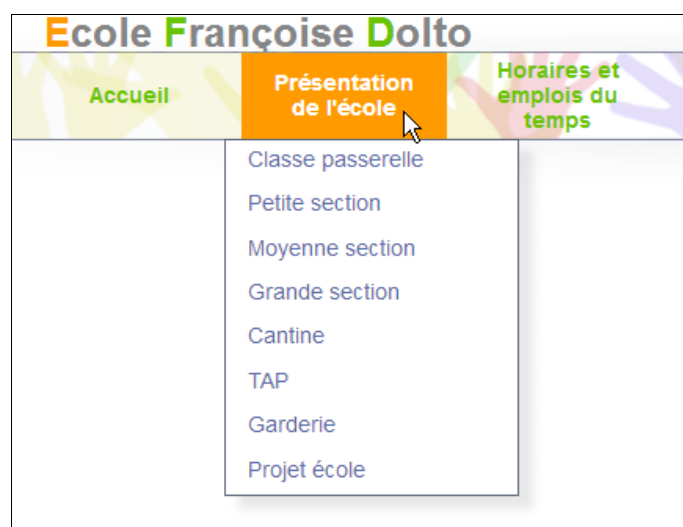 Ecole Françoise Dolto
Accueil
Présentation
de l'école
Horaires et
emplois du
temps
Classe passerelle
Petite section
Moyenne section
Grande section
Cantine
TAP
Garderie
Projet école